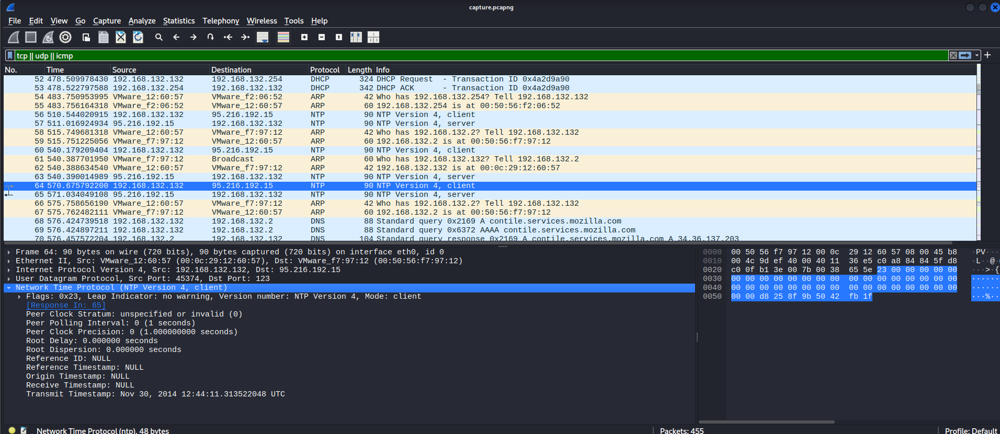 capture.pcapng
File Edit View Go Capture Analyze Statistics Telephony Wireless Tools Help
tcp || udp || icmp
No. Time Source Destination Protocol Length Info
52 478.509978430 192.168.132.132 192.168.132.254 DHCP 324 DHCP Request - Transaction ID 0x4a2d9a90
53 478.522797588 192.168.132.254 192.168.132.132 DHCP 342 DHCP ACK - Transaction ID 0x4a2d9a90
54 483.750953995 VMware_12:60:57 VMware_f2:06:52 ARP 42 Who has 192.168.132.254? Tell 192.168.132.132
55 483.756164318 VMware_f2:06:52 VMware_12:60:57 ARP 60 192.168.132.254 is at 00:50:56:f2:06:52
56 510.544020915 192.168.132.132 95.216.192.15 NTP 90 NTP Version 4, client
57 511.016924934 95.216.192.15 192.168.132.132 NTP 90 NTP Version 4, server
58 515.749681318 VMware_12:60:57 VMware_f7:97:12 ARP 42 Who has 192.168.132.2? Tell 192.168.132.132
59 515.751225056 VMware_f7:97:12 VMware_12:60:57 ARP 60 192.168.132.2 is at 00:50:56:f7:97:12
60 540.179209404 192.168.132.132 95.216.192.15 NTP 90 NTP Version 4, client
61 540.387701950 VMware_f7:97:12 Broadcast ARP 60 Who has 192.168.132.132? Tell 192.168.132.2
62 540.388634540 VMware_12:60:57 VMware_f7:97:12 ARP 42 192.168.132.132 is at 00:0c:29:12:60:57
63 540.390014989 95.216.192.15 192.168.132.132 NTP 90 NTP Version 4, server
64 570.675792200 192.168.132.132 95.216.192.15 NTP 90 NTP Version 4, client
65 571.034049108 95.216.192.15 192.168.132.132 NTP 90 NTP Version 4, server
66 575.758656190 VMware_12:60:57 VMware_f7:97:12 ARP 42 Who has 192.168.132.2? Tell 192.168.132.132
67 575.762482111 VMware_f7:97:12 VMware_12:60:57 ARP 60 192.168.132.2 is at 00:50:56:f7:97:12
68 576.424739518 192.168.132.132 192.168.132.2 DNS 88 Standard query 0x2169 A contile.services.mozilla.com
69 576.424897211 192.168.132.132 192.168.132.2 DNS 88 Standard query 0x6372 AAAA contile.services.mozilla.com
70 576.457572204 192.168.132.2 192.168.132.132 DNS 104 Standard query response 0x2169 A contile.services.mozilla.com A 34.36.137.203
Frame 64: 90 bytes on wire (720 bits), 90 bytes captured (720 bits) on interface eth0, id 0
Ethernet II, Src: VMware_12:60:57 (00:0c:29:12:60:57), Dst: VMware_f7:97:12 (00:50:56:f7:97:12)
Internet Protocol Version 4, Src: 192.168.132.132, Dst: 95.216.192.15
User Datagram Protocol, Src Port: 45374, Dst Port: 123
Network Time Protocol (NTP Version 4, client)
Flags: 0x23, Leap Indicator: no warning, Version number: NTP Version 4, Mode: client
[Response In: 65]
Peer Clock Stratum: unspecified or invalid (0)
Peer Polling Interval: 0 (1 seconds)
Peer Clock Precision: 0 (1.000000000 seconds)
Root Delay: 0.000000 seconds
Root Dispersion: 0.000000 seconds
Reference ID: NULL
Reference Timestamp: NULL
Origin Timestamp: NULL
Receive Timestamp: NULL
Transmit Timestamp: Nov 30, 2014 12:44:11.313522048 UTC
0000 00 50 56 f7 97 12 00 0c 29 12 60 57 08 00 45 b8 ·PV···
0010 00 4c 9d ef 40 00 40 11 36 e5 c0 a8 84 84 5f d8 ·L··@·
0020 c0 0f b1 3e 00 7b 00 38 65 5e 23 00 00 00 00 00 ···>·{
0030 00 00 00 00 00 00 00 00 00 00 00 00 00 00 00 00 ·······
0040 00 00 00 00 00 00 00 00 00 00 00 00 00 00 00 00 ·······
0050 00 00 d8 25 8f 9b 50 42 fb 1f ···%··
Network Time Protocol (ntp), 48 bytes
Packets: 455
Profile: Default